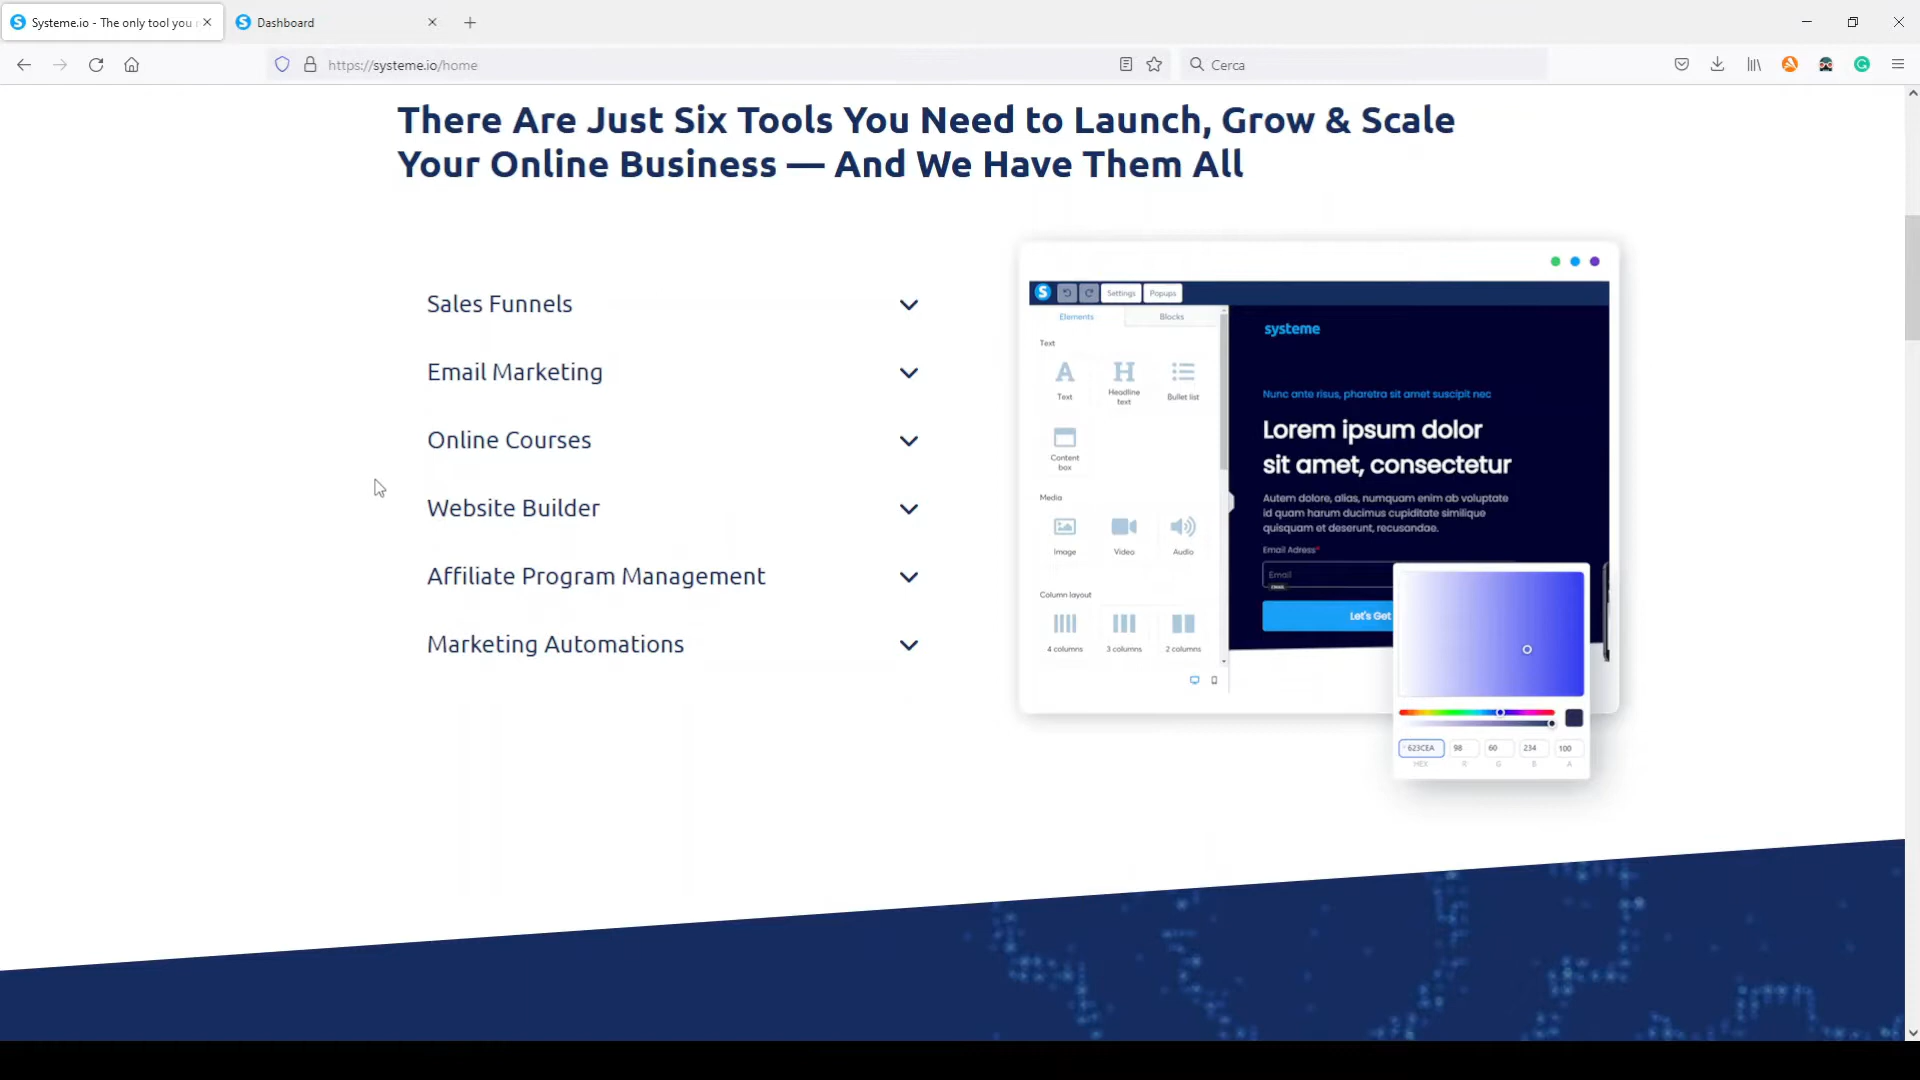 Systeme.io - The only tool you
Dashboard
https://systeme.io/home
Cerca
There Are Just Six Tools You Need to Launch, Grow & Scale
Your Online Business — And We Have Them All
Sales Funnels
Email Marketing
Online Courses
Website Builder
Affiliate Program Management
Marketing Automations
Settings Popups
Elements Blocks
Text
Text Headline text Bullet list
Content box
Media
Image Video Audio
Column layout
4 columns 3 columns 2 columns
systeme
Nunc ante risus, pharetra sit amet suscipit nec
Lorem ipsum dolor
sit amet, consectetur
Autem dolore, alias, numquam enim ab voluptate
id quam harum ducimus cupiditate similique
quisquam et deserunt, recusandae.
Email Adress*
Email
EMAIL
Let's Get
623CEA 98 60 234 100
HEX R G B A